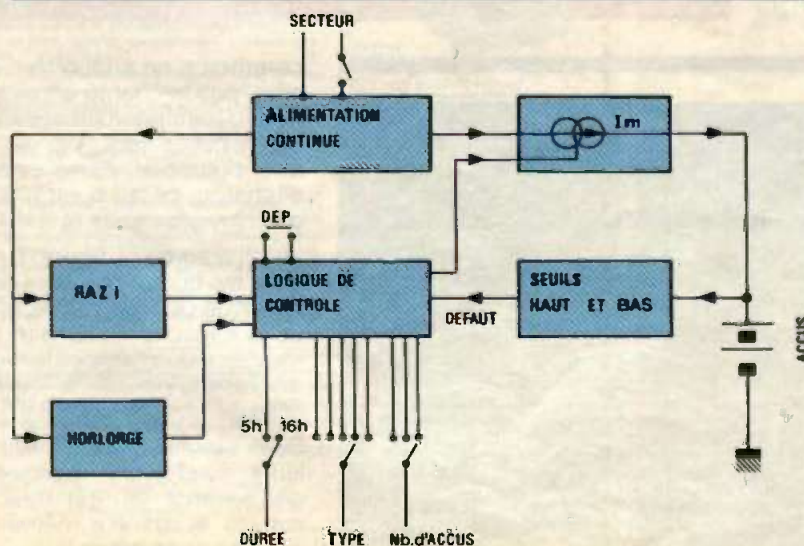 SECTEUR
ALIMENTATION
CONTINUE
Im
DEP
RAZ I
LOGIQUE DE
CONTROLE
DEFAUT
SEUILS
HAUT ET BAS
ACCUS
HORLORGE
5h 16h
DUREE
TYPE
Nb.d'ACCUS